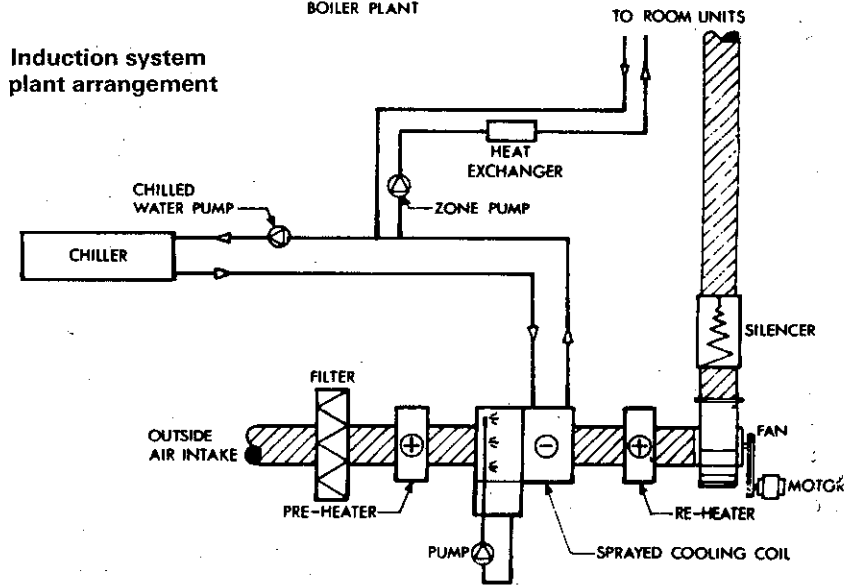 BOILER PLANT
TO ROOM UNITS
Induction system
plant arrangement
HEAT
EXCHANGER
CHILLED
WATER PUMP
ZONE PUMP
CHILLER
SILENCER
FILTER
OUTSIDE
AIR INTAKE
FAN
MOTOR
PRE-HEATER
RE-HEATER
PUMP
SPRAYED COOLING COIL